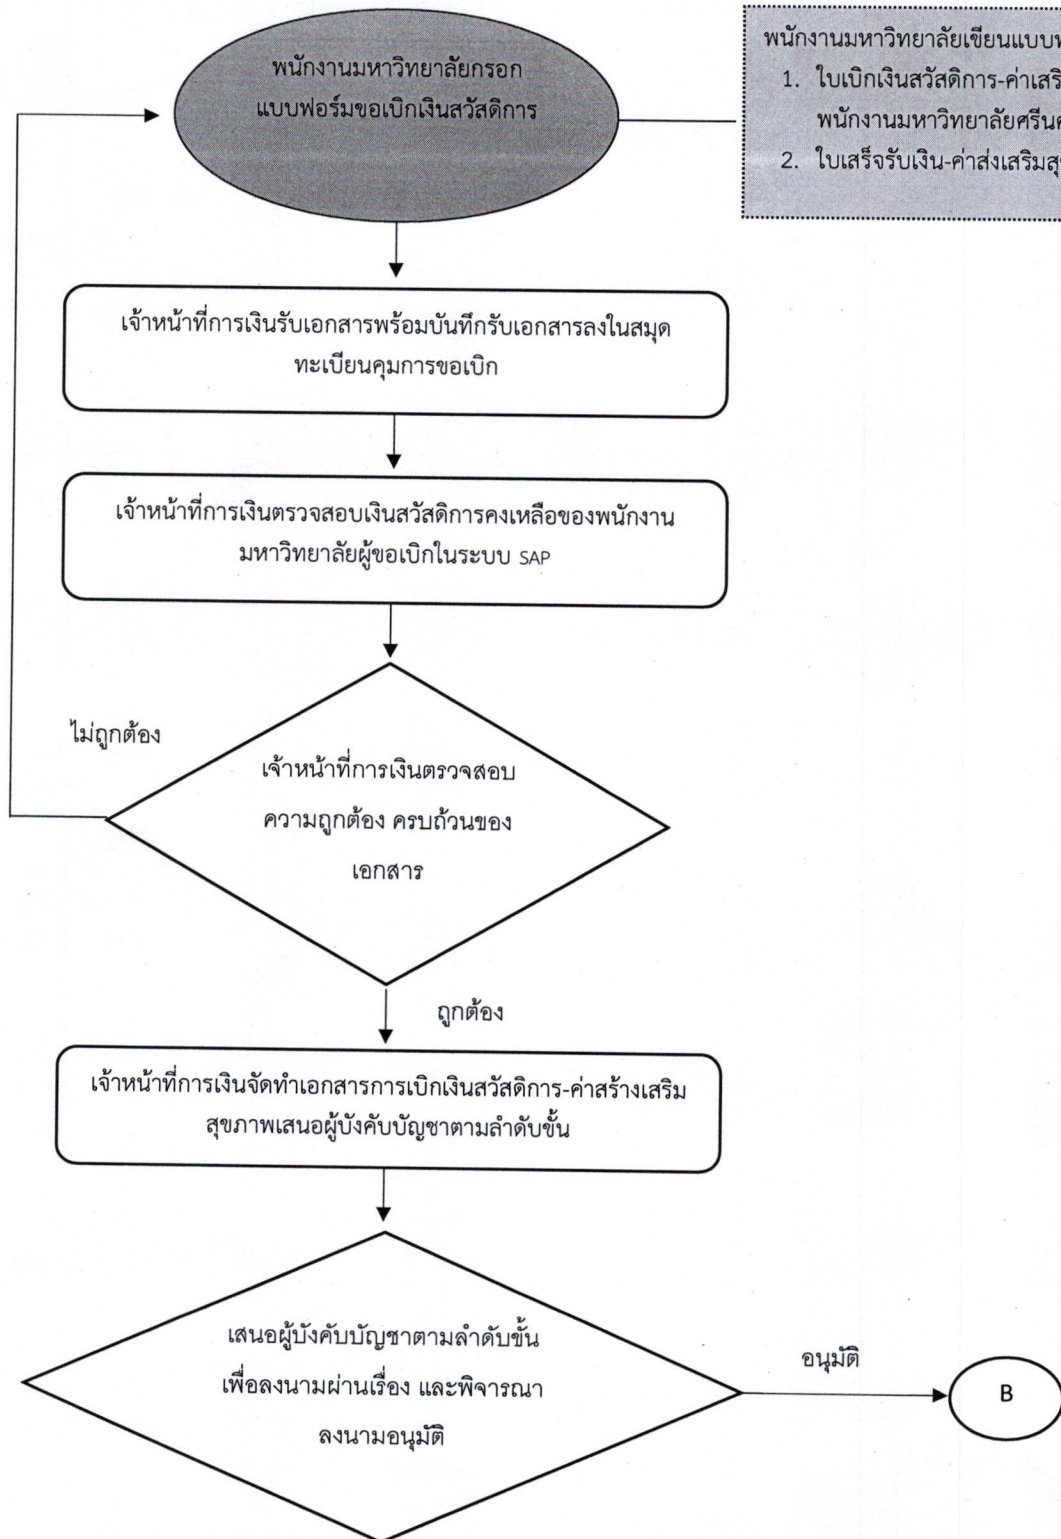 พนักงานมหาวิทยาลัยกรอก
แบบฟอร์มขอเบิกเงินสวัสดิการ
พนักงานมหาวิทยาลัยเขียน
1. ใบเบิกเงินสวัสดิการ-ค่า
พนักงานมหาวิทยาลัย
2. ใบเสร็จรับเงิน-ค่าส่งเสริม
เจ้าหน้าที่การเงินรับเอกสารพร้อมบันทึกรับเอกสารลงในสมุด
ทะเบียนคุมการขอเบิก
เจ้าหน้าที่การเงินตรวจสอบเงินสวัสดิการคงเหลือของพนักงาน
มหาวิทยาลัยผู้ขอเบิกในระบบ SAP
ไม่ถูกต้อง
เจ้าหน้าที่การเงินตรวจสอบ
ความถูกต้อง ครบถ้วนของ
เอกสาร
ถูกต้อง
เจ้าหน้าที่การเงินจัดทำเอกสารการเบิกเงินสวัสดิการ-ค่าสร้างเสริม
สุขภาพเสนอผู้บังคับบัญชาตามลำดับขั้น
เสนอผู้บังคับบัญชาตามลำดับขั้น
เพื่อลงนามผ่านเรื่อง และพิจารณา
ลงนามอนุมัติ
อนุมัติ
B